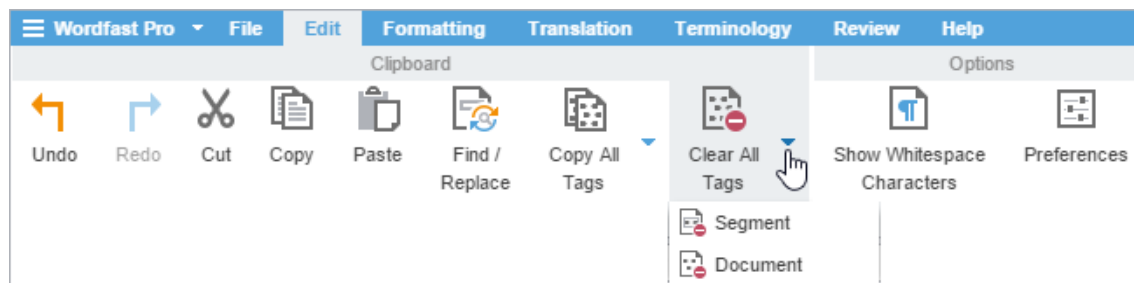 Wordfast Pro File Edit Formatting Translation Terminology Review Help
Clipboard Options
Undo Redo Cut Copy Paste Find / Copy All Clear All Show Whitespace Preferences
Replace Tags Tags Characters
Segment
Document